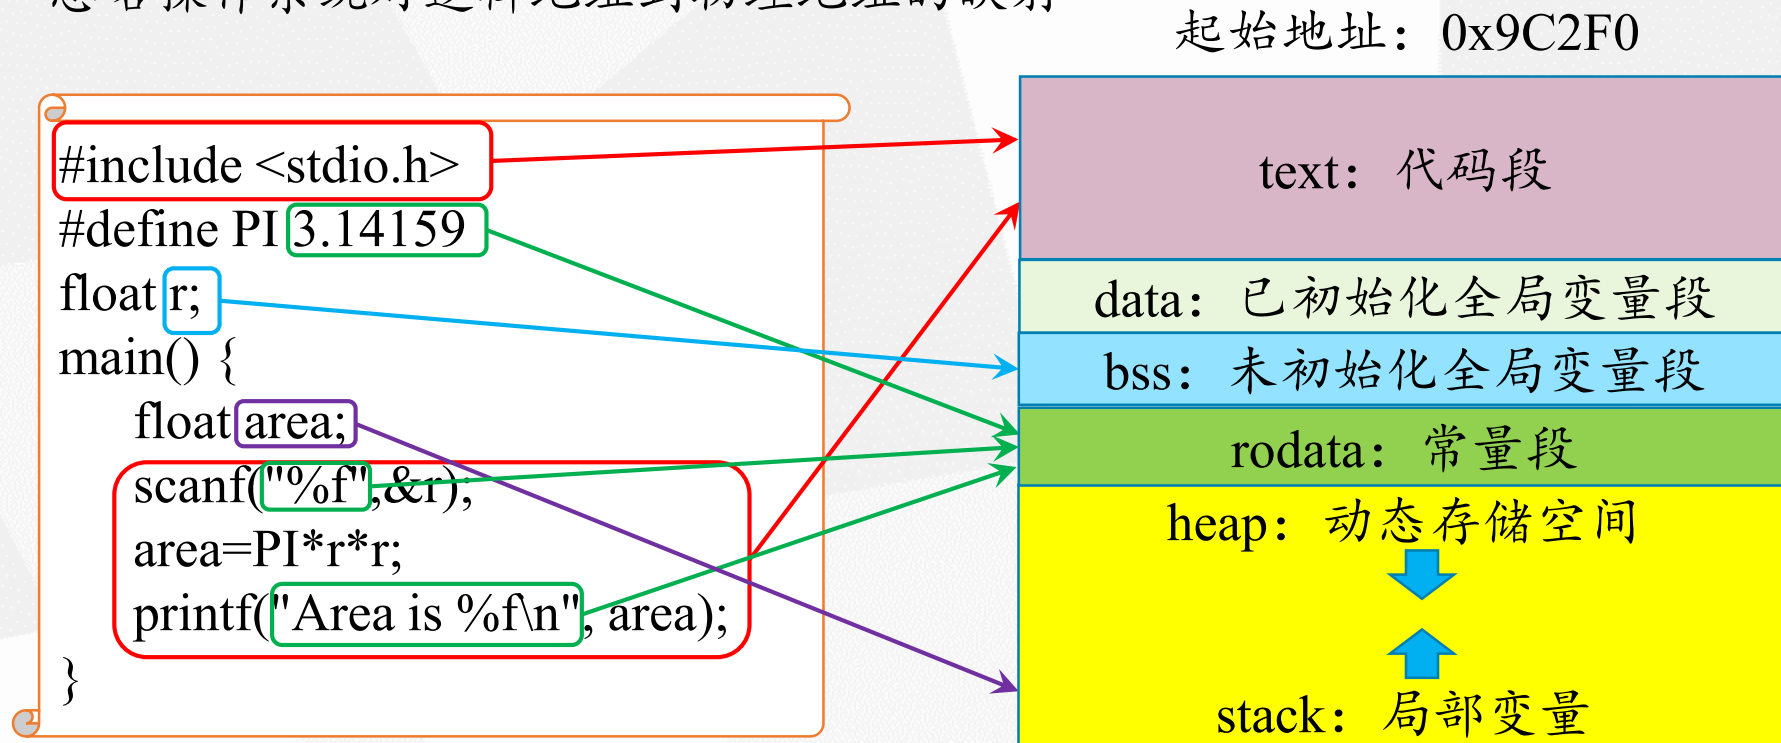 起始地址：0x9C2F0
#include <stdio.h>
#define PI 3.14159
float r;
main() {
float area;
scanf("%f",&r);
area=PI*r*r;
printf("Area is %f\n", area);
}
text：代码段
data：已初始化全局变量段
bss：未初始化全局变量段
rodata：常量段
heap：动态存储空间
stack：局部变量